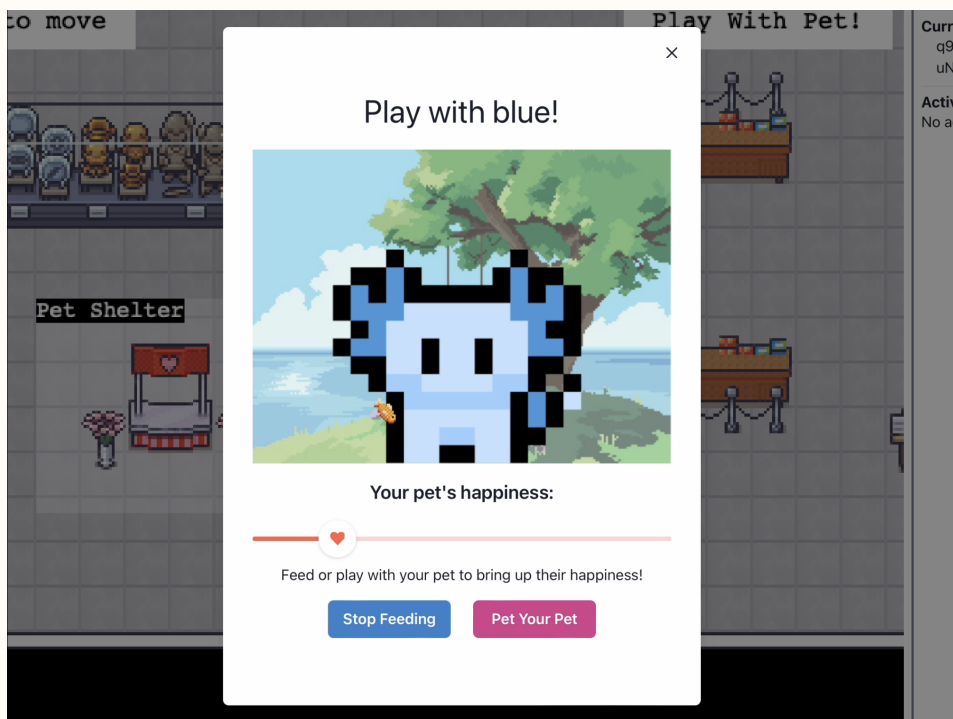 to move
Play With Pet!
Curr
q9
uN
Activ
No a
Play with blue!
Pet Shelter
Your pet's happiness:
Feed or play with your pet to bring up their happiness!
Stop Feeding
Pet Your Pet